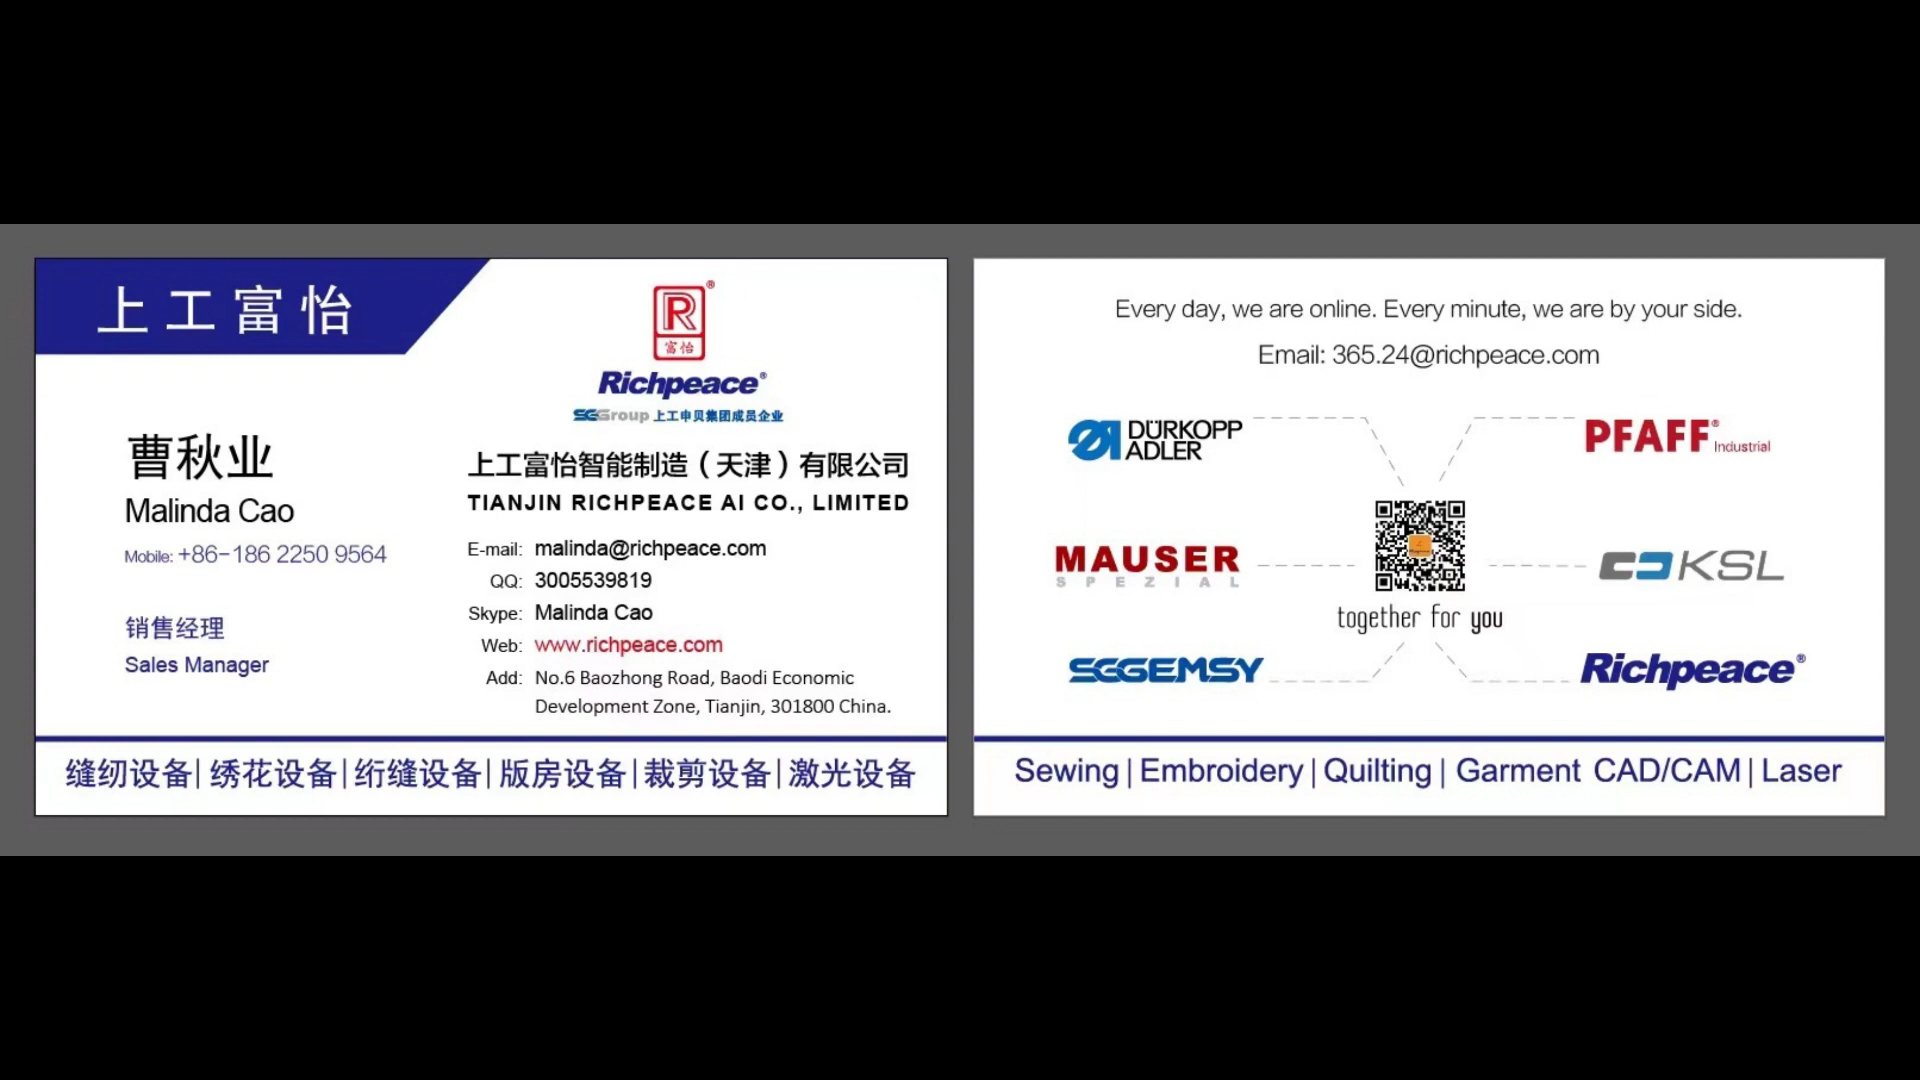 上工富怡
R®
富怡
Richpeace®
SGGroup 上工申贝集团成员企业
曹秋业
Malinda Cao
Mobile: +86-186 2250 9564
销售经理
Sales Manager
上工富怡智能制造（天津）有限公司
TIANJIN RICHPEACE AI CO., LIMITED
E-mail: malinda@richpeace.com
QQ: 3005539819
Skype: Malinda Cao
Web: www.richpeace.com
Add: No.6 Baozhong Road, Baodi Economic
Development Zone, Tianjin, 301800 China.
缝纫设备|绣花设备|绗缝设备|版房设备|裁剪设备|激光设备
Every day, we are online. Every minute, we are by your side.
Email: 365.24@richpeace.com
DÜRKOPP
ADLER
PFAFF® Industrial
MAUSER
SPEZIAL
KSL
together for you
SGGEMSY
Richpeace®
Sewing|Embroidery|Quilting| Garment CAD/CAM|Laser